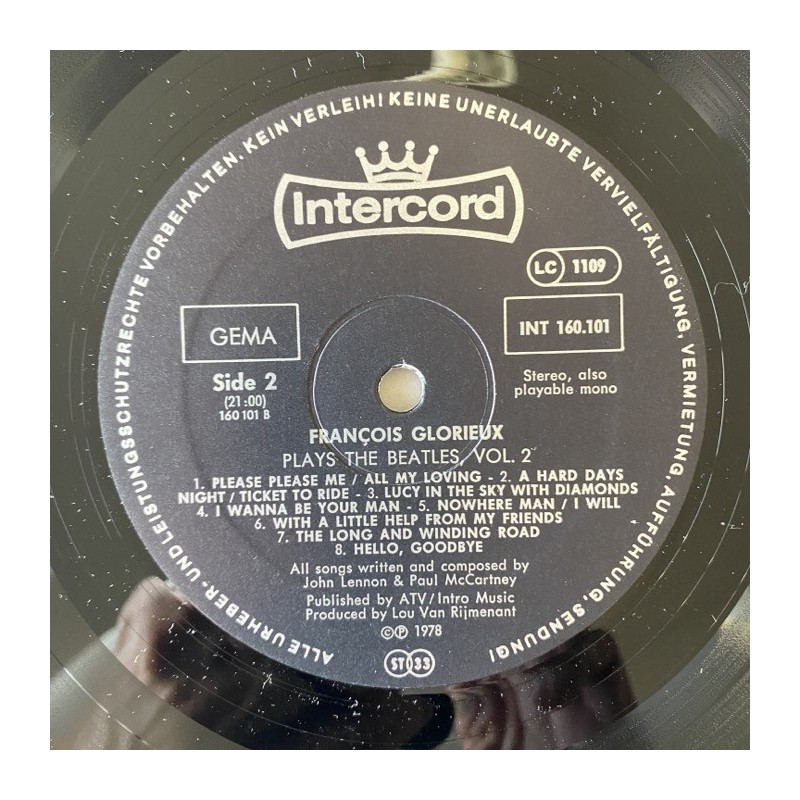 ALLE URHEBER- UND LEISTUNGSSCHUTZRECHTE VORBEHALTEN. KEIN VERLEIH! KEINE UNERLAUBTE VERVIELFÄLTIGUNG, VERMIETUNG, AUFFÜHRUNG, SENDUNG!
Intercord
LC 1109
GEMA
INT 160.101
Side 2
(21:00)
160 101 B
Stereo, also
playable mono
FRANÇOIS GLORIEUX
PLAYS THE BEATLES, VOL. 2
1. PLEASE PLEASE ME / ALL MY LOVING - 2. A HARD DAYS
NIGHT / TICKET TO RIDE - 3. LUCY IN THE SKY WITH DIAMONDS
4. I WANNA BE YOUR MAN - 5. NOWHERE MAN / I WILL
6. WITH A LITTLE HELP FROM MY FRIENDS
7. THE LONG AND WINDING ROAD
8. HELLO, GOODBYE
All songs written and composed by
John Lennon & Paul McCartney
Published by ATV/Intro Music
Produced by Lou Van Rijmenant
©℗ 1978
ST 33